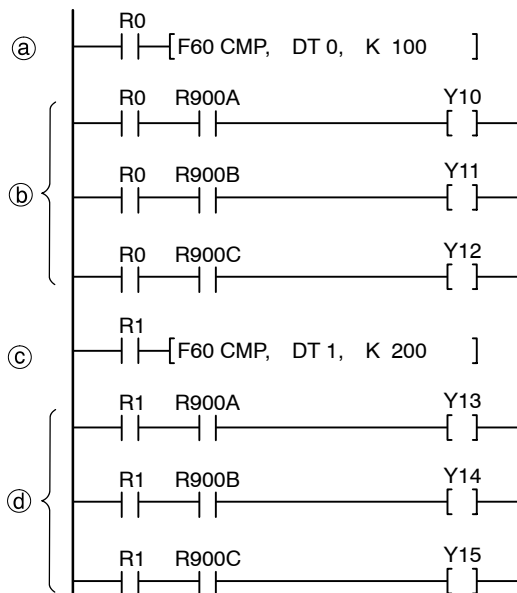 R0
ⓐ [F60 CMP, DT 0, K 100 ]
R0 R900A Y10
[ ]
R0 R900B Y11
ⓑ [ ]
R0 R900C Y12
[ ]
R1
ⓒ [F60 CMP, DT 1, K 200 ]
R1 R900A Y13
[ ]
R1 R900B Y14
ⓓ [ ]
R1 R900C Y15
[ ]